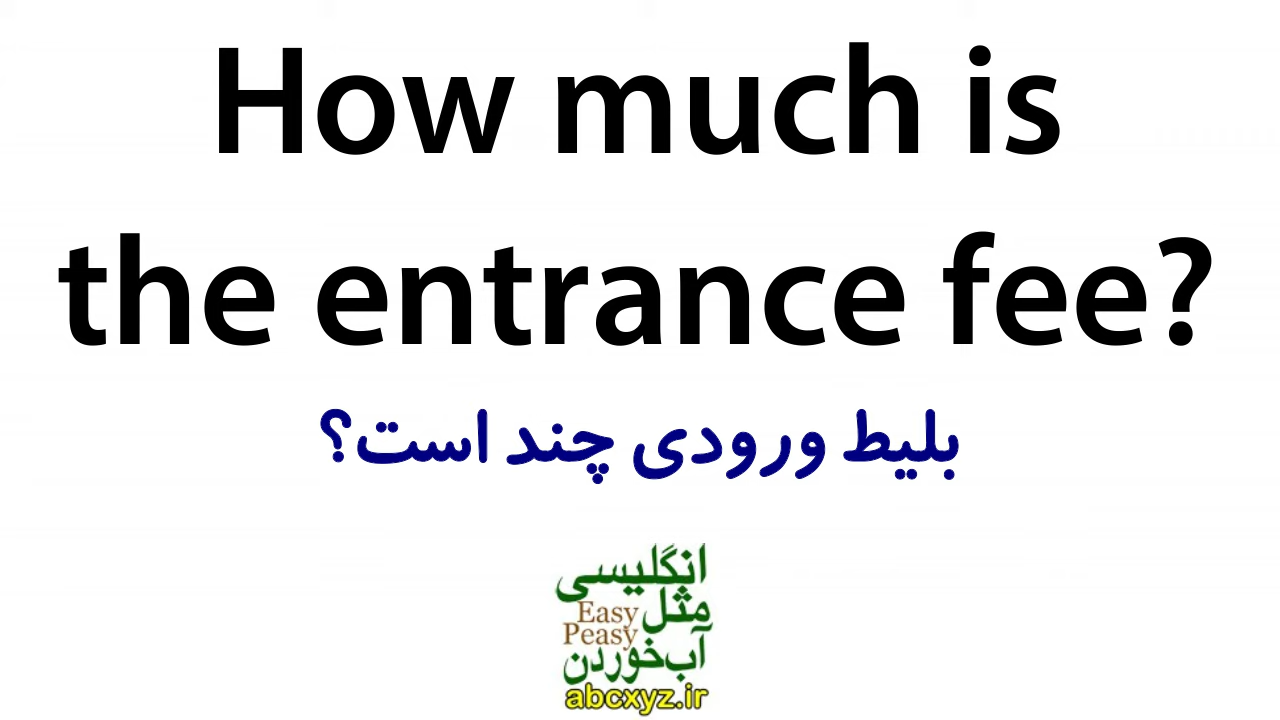 How much is
the entrance fee?
بلیط ورودی چند است؟
انگلیسی
مثل
Easy
Peasy
آب‌خوردن
abcxyz.ir